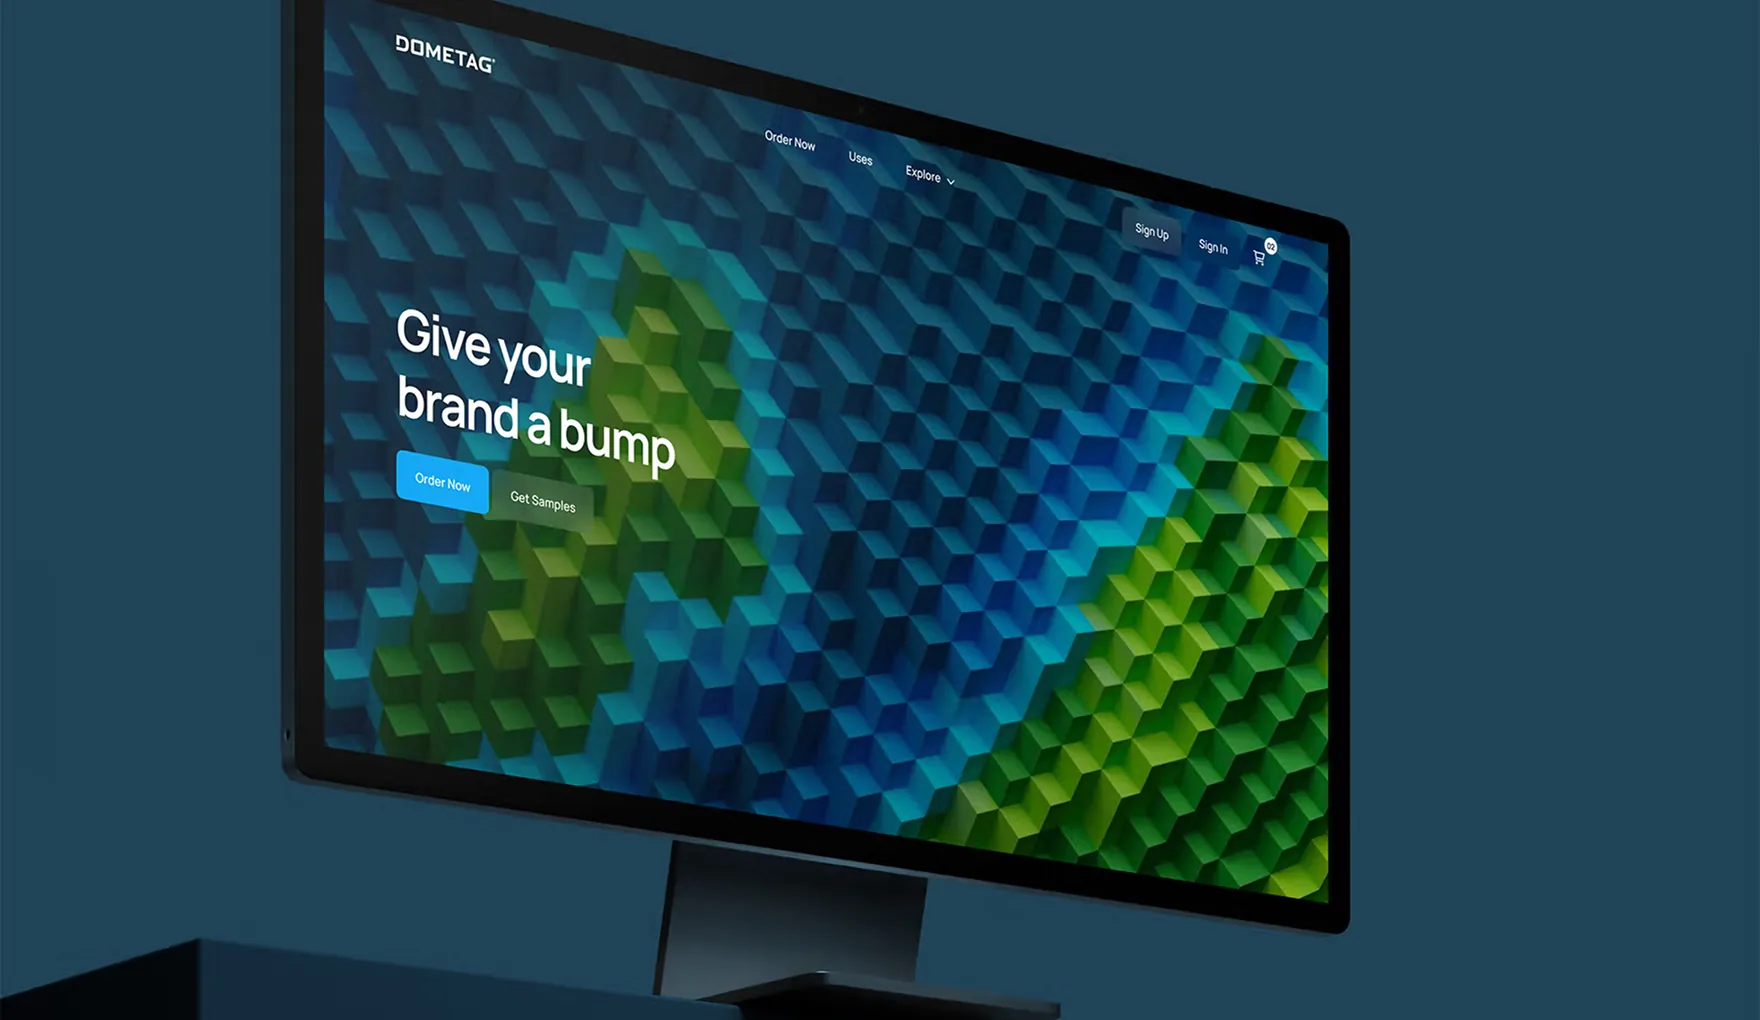 DOMETAG®
Order Now
Uses
Explore
Sign Up
Sign In
02
Give your
brand a bump
Order Now
Get Samples